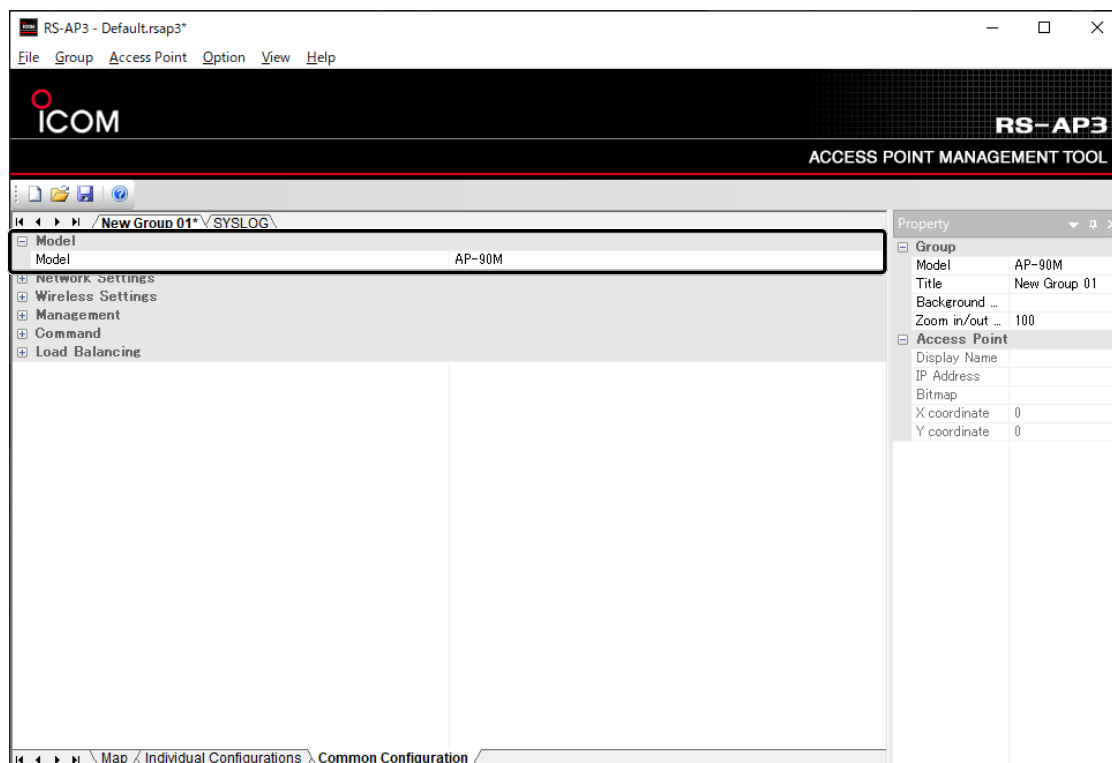 RS-AP3 - Default.rsap3*
File Group Access Point Option View Help
ICOM
RS-AP3
ACCESS POINT MANAGEMENT TOOL
New Group 01* SYSLOG
Model
Model AP-90M
Network Settings
Wireless Settings
Management
Command
Load Balancing
Property
Group
Model AP-90M
Title New Group 01
Background ...
Zoom in/out ... 100
Access Point
Display Name
IP Address
Bitmap
X coordinate 0
Y coordinate 0
Map Individual Configurations Common Configuration